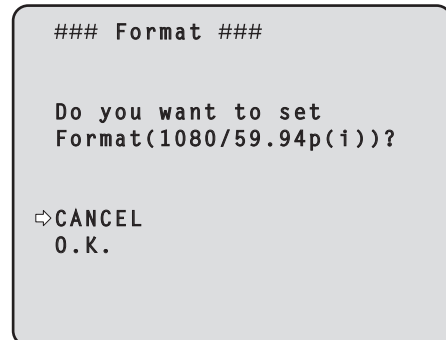 ### Format ###
Do you want to set
Format(1080/59.94p(i))?
⇨CANCEL
O.K.